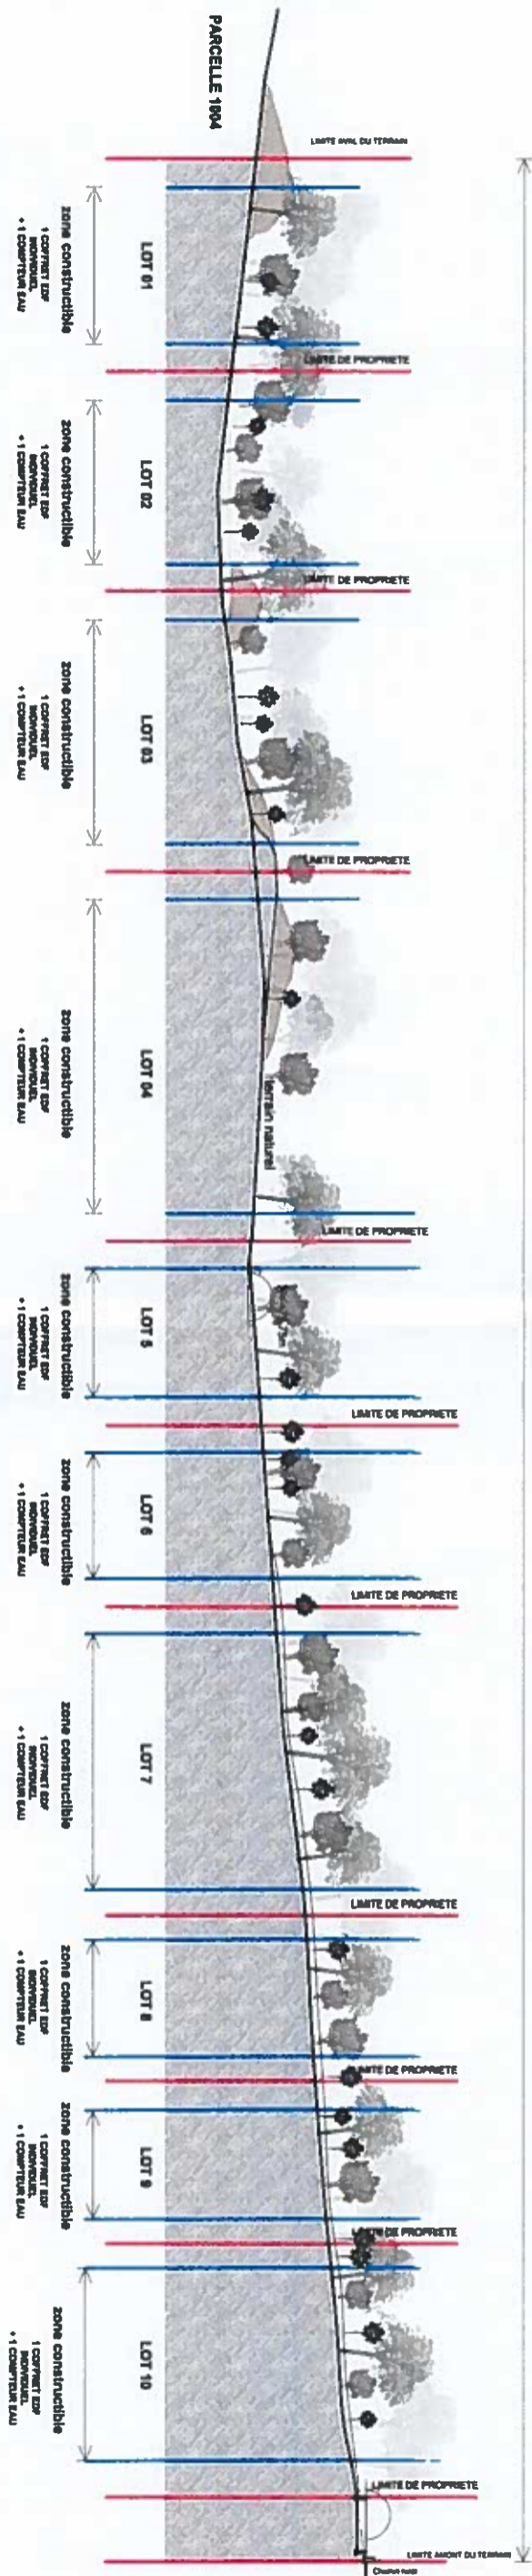 PARCELLE 1804
LIMITE AVAL DU TERRAIN
LOT 01
zone constructible
1 COFFRET EDF
INDIVIDUEL
+ 1 COMPTEUR EAU
LIMITE DE PROPRIETE
LOT 02
zone constructible
1 COFFRET EDF
INDIVIDUEL
+ 1 COMPTEUR EAU
LIMITE DE PROPRIETE
LOT 03
zone constructible
1 COFFRET EDF
INDIVIDUEL
+ 1 COMPTEUR EAU
LIMITE DE PROPRIETE
LOT 04
terrain naturel
zone constructible
1 COFFRET EDF
INDIVIDUEL
+ 1 COMPTEUR EAU
LIMITE DE PROPRIETE
LOT 5
zone constructible
1 COFFRET EDF
INDIVIDUEL
+ 1 COMPTEUR EAU
LIMITE DE PROPRIETE
LOT 6
zone constructible
1 COFFRET EDF
INDIVIDUEL
+ 1 COMPTEUR EAU
LIMITE DE PROPRIETE
LOT 7
zone constructible
1 COFFRET EDF
INDIVIDUEL
+ 1 COMPTEUR EAU
LIMITE DE PROPRIETE
LOT 8
zone constructible
1 COFFRET EDF
INDIVIDUEL
+ 1 COMPTEUR EAU
LIMITE DE PROPRIETE
LOT 9
zone constructible
1 COFFRET EDF
INDIVIDUEL
+ 1 COMPTEUR EAU
LIMITE DE PROPRIETE
LOT 10
zone constructible
1 COFFRET EDF
INDIVIDUEL
+ 1 COMPTEUR EAU
LIMITE DE PROPRIETE
LIMITE AMONT DU TERRAIN